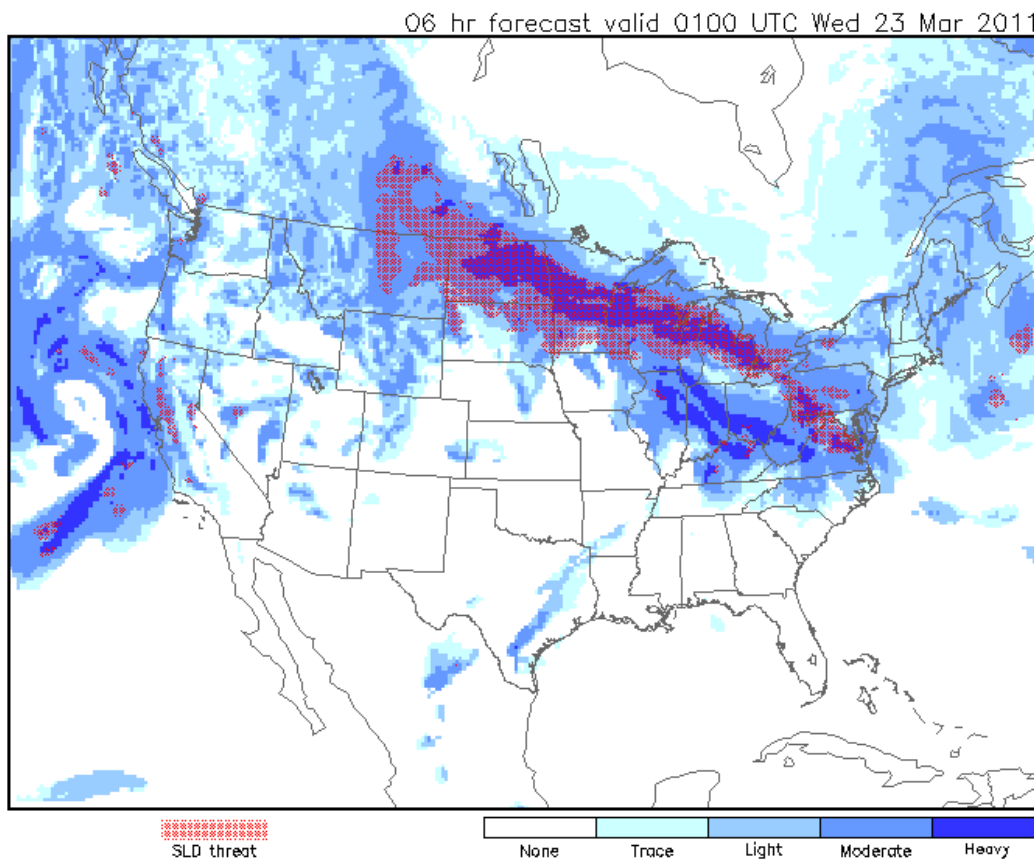 06 hr forecast valid 0100 UTC Wed 23 Mar 2011
SLD threat
None Trace Light Moderate Heavy